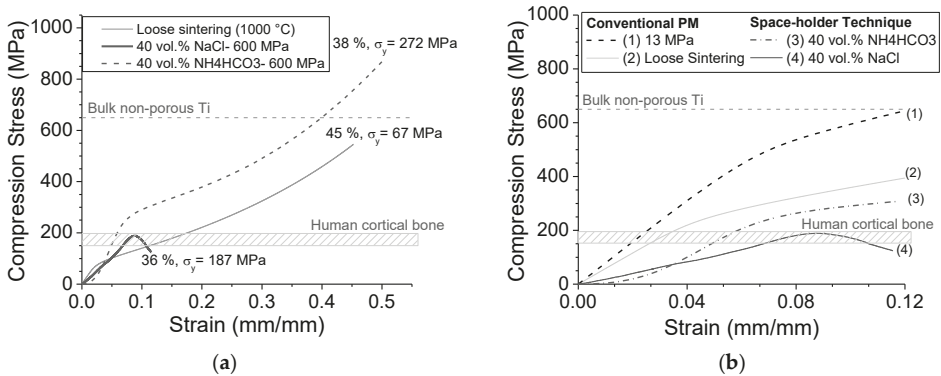 Compression Stress (MPa)
1000
800
600
400
200
0
Loose sintering (1000 °C)
40 vol.% NaCl- 600 MPa
40 vol.% NH4HCO3- 600 MPa
38 %, σy= 272 MPa
Bulk non-porous Ti
45 %, σy= 67 MPa
Human cortical bone
36 %, σy= 187 MPa
0.0 0.1 0.2 0.3 0.4 0.5
Strain (mm/mm)
(a)
Compression Stress (MPa)
1000
800
600
400
200
0
Conventional PM Space-holder Technique
(1) 13 MPa (3) 40 vol.% NH4HCO3
(2) Loose Sintering (4) 40 vol.% NaCl
Bulk non-porous Ti
(1)
(2)
(3)
Human cortical bone
(4)
0.00 0.04 0.08 0.12
Strain (mm/mm)
(b)